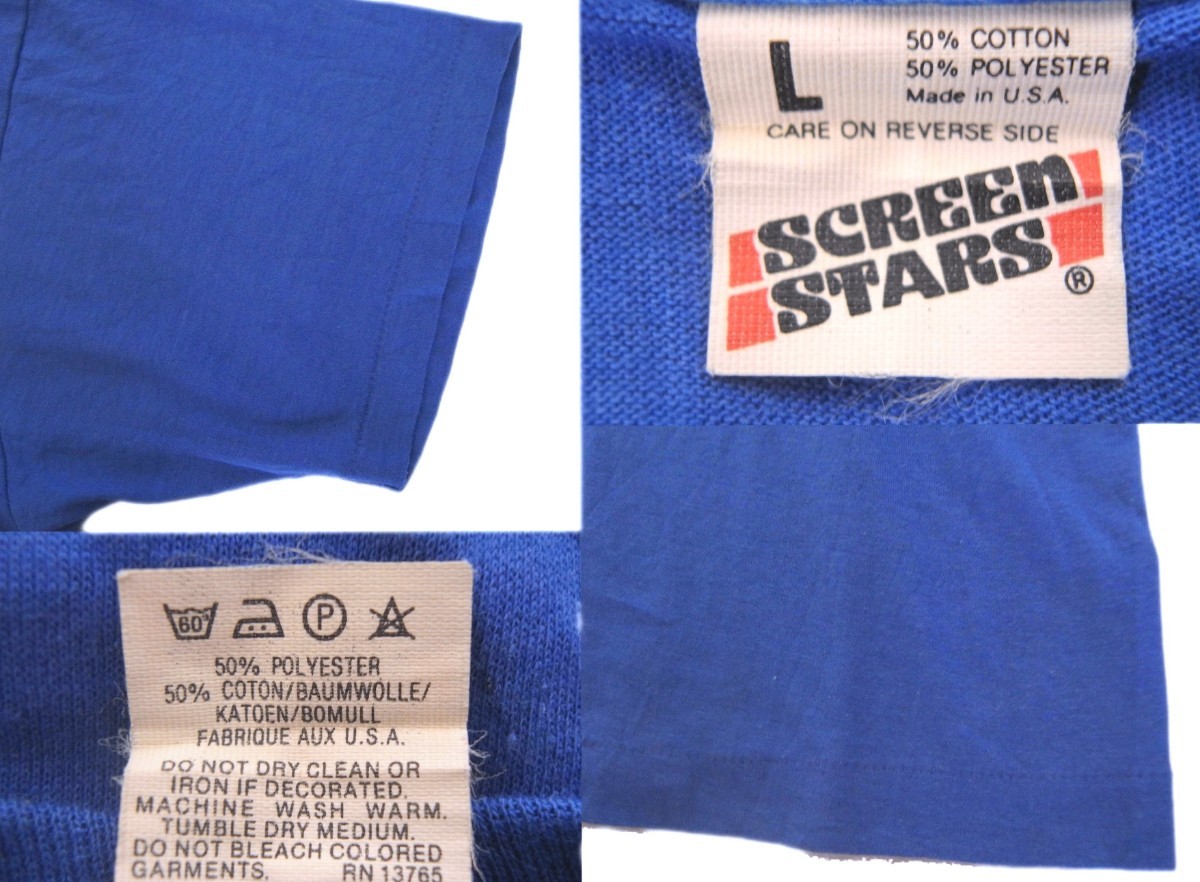 L
50% COTTON
50% POLYESTER
Made in U.S.A.
CARE ON REVERSE SIDE
SCREEN
STARS
®
60°
P
50% POLYESTER
50% COTON/BAUMWOLLE/
KATOEN/BOMULL
FABRIQUE AUX U.S.A.
DO NOT DRY CLEAN OR
IRON IF DECORATED.
MACHINE WASH WARM.
TUMBLE DRY MEDIUM.
DO NOT BLEACH COLORED
GARMENTS. RN 13765